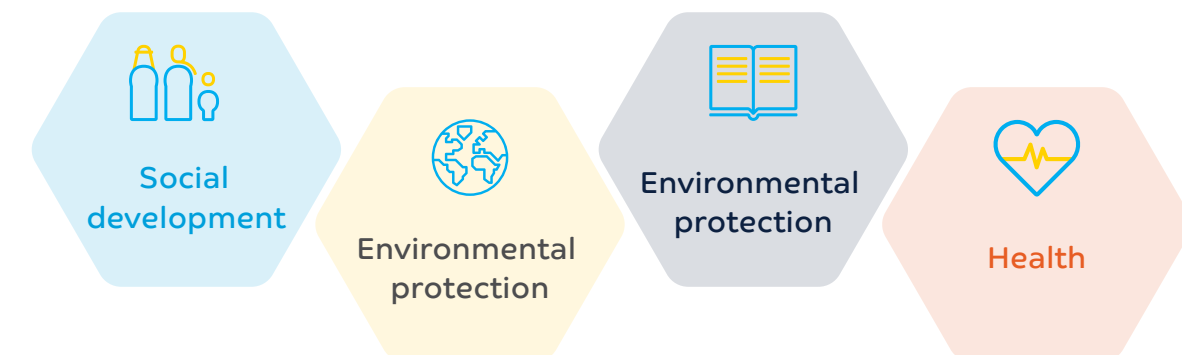 Social
development
Environmental
protection
Environmental
protection
Health